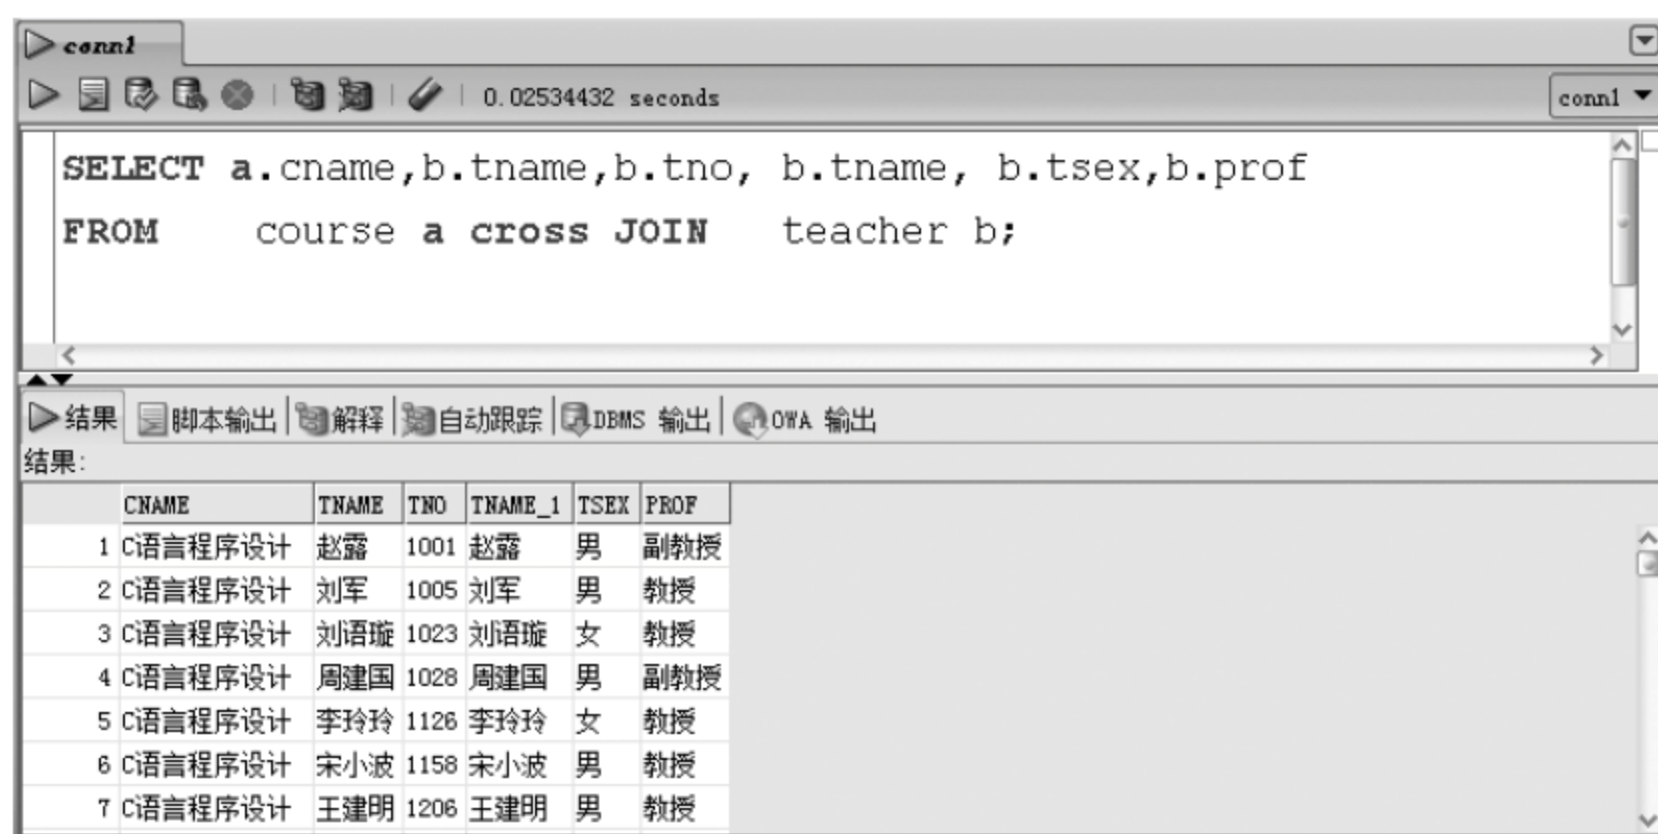 conn1
0.02534432 seconds
conn1
SELECT a.cname,b.tname,b.tno, b.tname, b.tsex,b.prof
FROM course a cross JOIN teacher b;
结果 脚本输出 解释 自动跟踪 DBMS 输出 OWA 输出
结果:
CNAME TNAME TNO TNAME_1 TSEX PROF
1 C语言程序设计 赵露 1001 赵露 男 副教授
2 C语言程序设计 刘军 1005 刘军 男 教授
3 C语言程序设计 刘语璇 1023 刘语璇 女 教授
4 C语言程序设计 周建国 1028 周建国 男 副教授
5 C语言程序设计 李玲玲 1126 李玲玲 女 教授
6 C语言程序设计 宋小波 1158 宋小波 男 教授
7 C语言程序设计 王建明 1206 王建明 男 教授